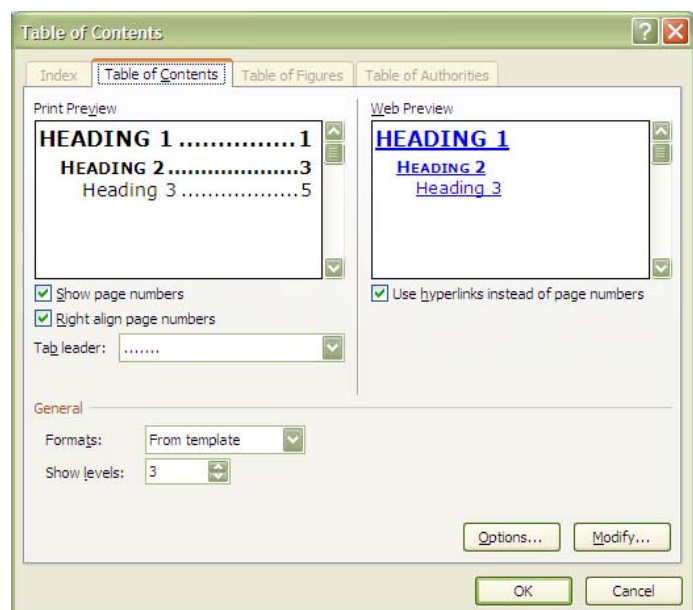 Table of Contents
Index Table of Contents Table of Figures Table of Authorities
Print Preview
HEADING 1 ...............1
HEADING 2.....................3
Heading 3 ...................5
Show page numbers
Right align page numbers
Tab leader: .......
Web Preview
HEADING 1
HEADING 2
Heading 3
Use hyperlinks instead of page numbers
General
Formats: From template
Show levels: 3
Options... Modify...
OK Cancel